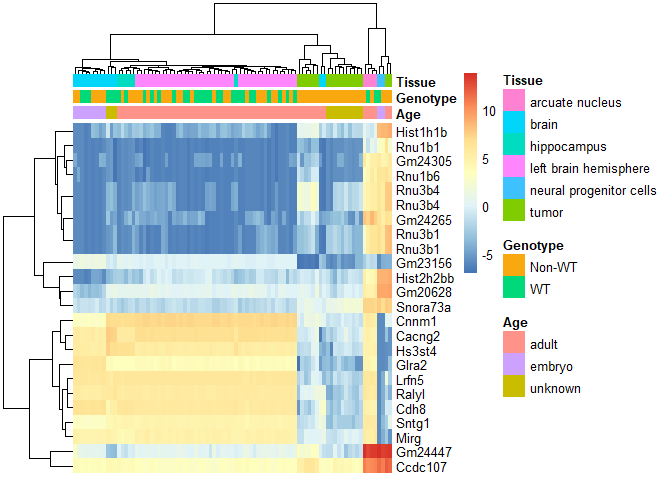 Tissue
Genotype
Age
Hist1h1b
Rnu1b1
Gm24305
Rnu1b6
Rnu3b4
Rnu3b4
Gm24265
Rnu3b1
Rnu3b1
Gm23156
Hist2h2bb
Gm20628
Snora73a
Cnnm1
Cacng2
Hs3st4
Glra2
Lrfn5
Ralyl
Cdh8
Sntg1
Mirg
Gm24447
Ccdc107
10
5
0
-5
Tissue
arcuate nucleus
brain
hippocampus
left brain hemisphere
neural progenitor cells
tumor
Genotype
Non-WT
WT
Age
adult
embryo
unknown